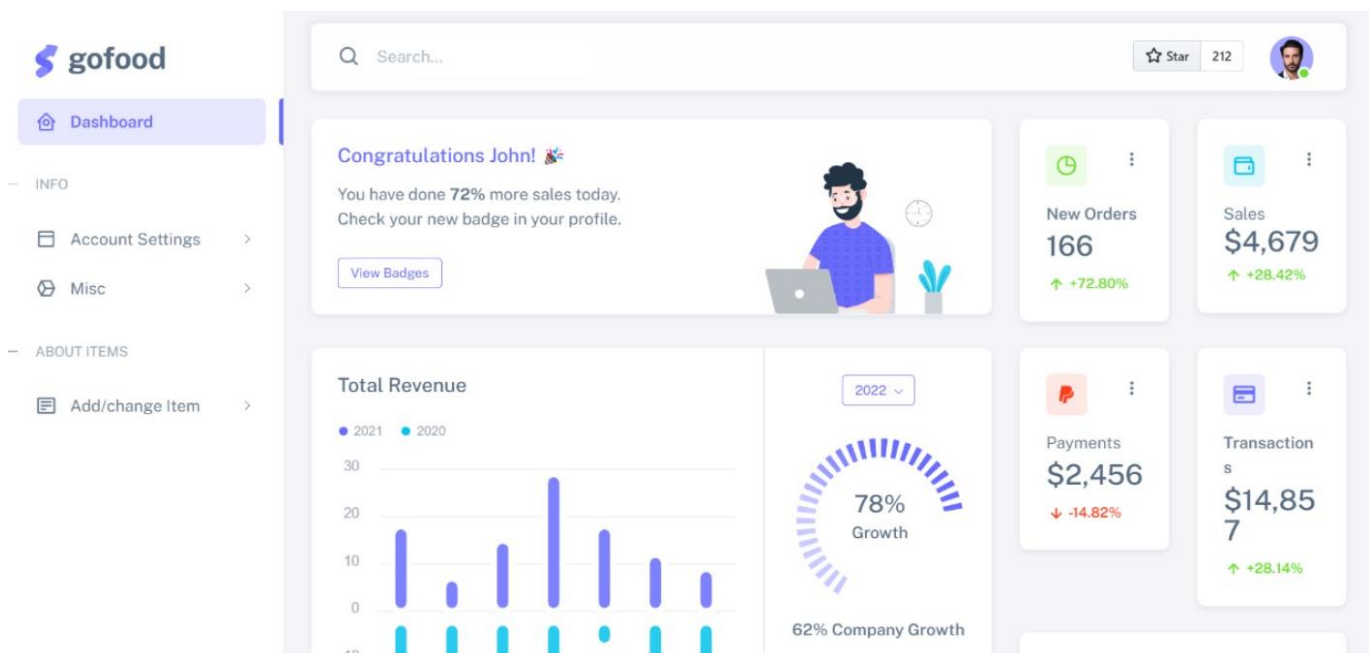 gofood
Search...
Star 212
Dashboard
INFO
Account Settings
Misc
ABOUT ITEMS
Add/change Item
Congratulations John! 🎉
You have done 72% more sales today.
Check your new badge in your profile.
View Badges
New Orders
166
+72.80%
Sales
$4,679
+28.42%
Total Revenue
2021 2020
30
20
10
0
2022
78%
Growth
62% Company Growth
Payments
$2,456
-14.82%
Transaction
s
$14,85
7
+28.14%